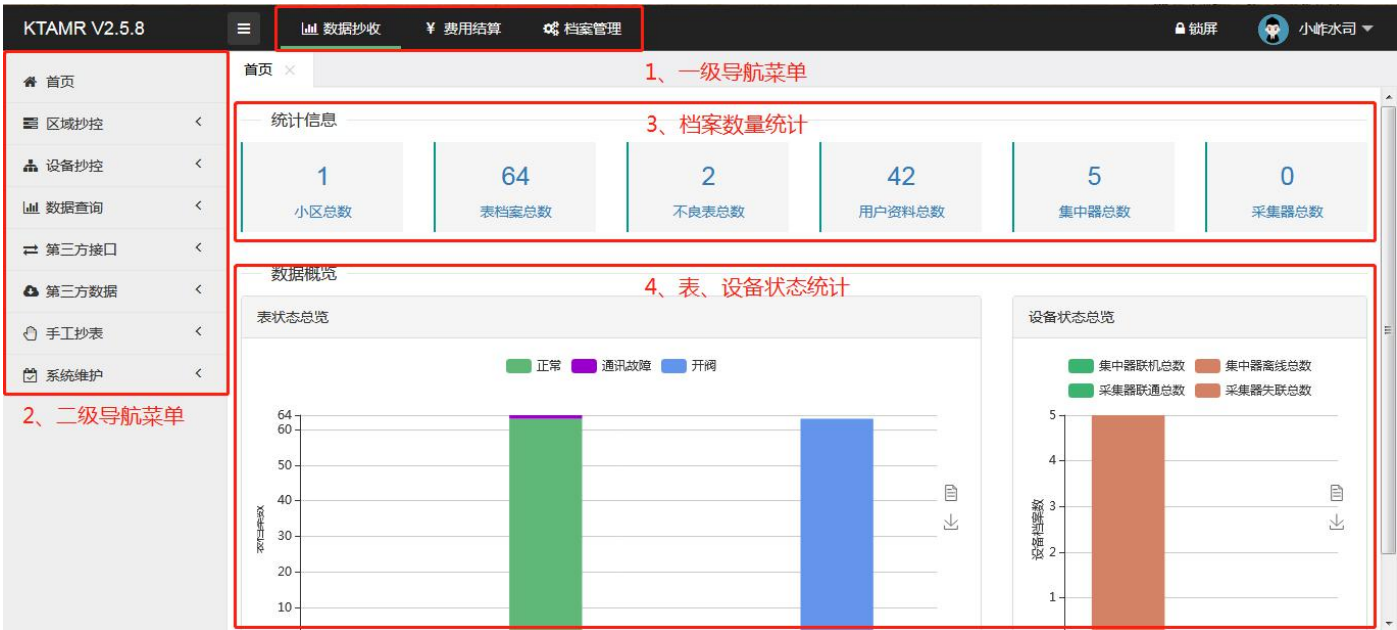 KTAMR V2.5.8
数据抄收
¥ 费用结算
档案管理
锁屏
小岞水司
首页
区域抄控
设备抄控
数据查询
第三方接口
第三方数据
手工抄表
系统维护
2、二级导航菜单
首页
1、一级导航菜单
统计信息
3、档案数量统计
1
小区总数
64
表档案总数
2
不良表总数
42
用户资料总数
5
集中器总数
0
采集器总数
数据概览
4、表、设备状态统计
表状态总览
正常 通讯故障 开阀
64
60
50
40
30
20
10
表档案数
设备状态总览
集中器联机总数 集中器离线总数
采集器联通总数 采集器失联总数
5
4
3
2
1
设备档案数